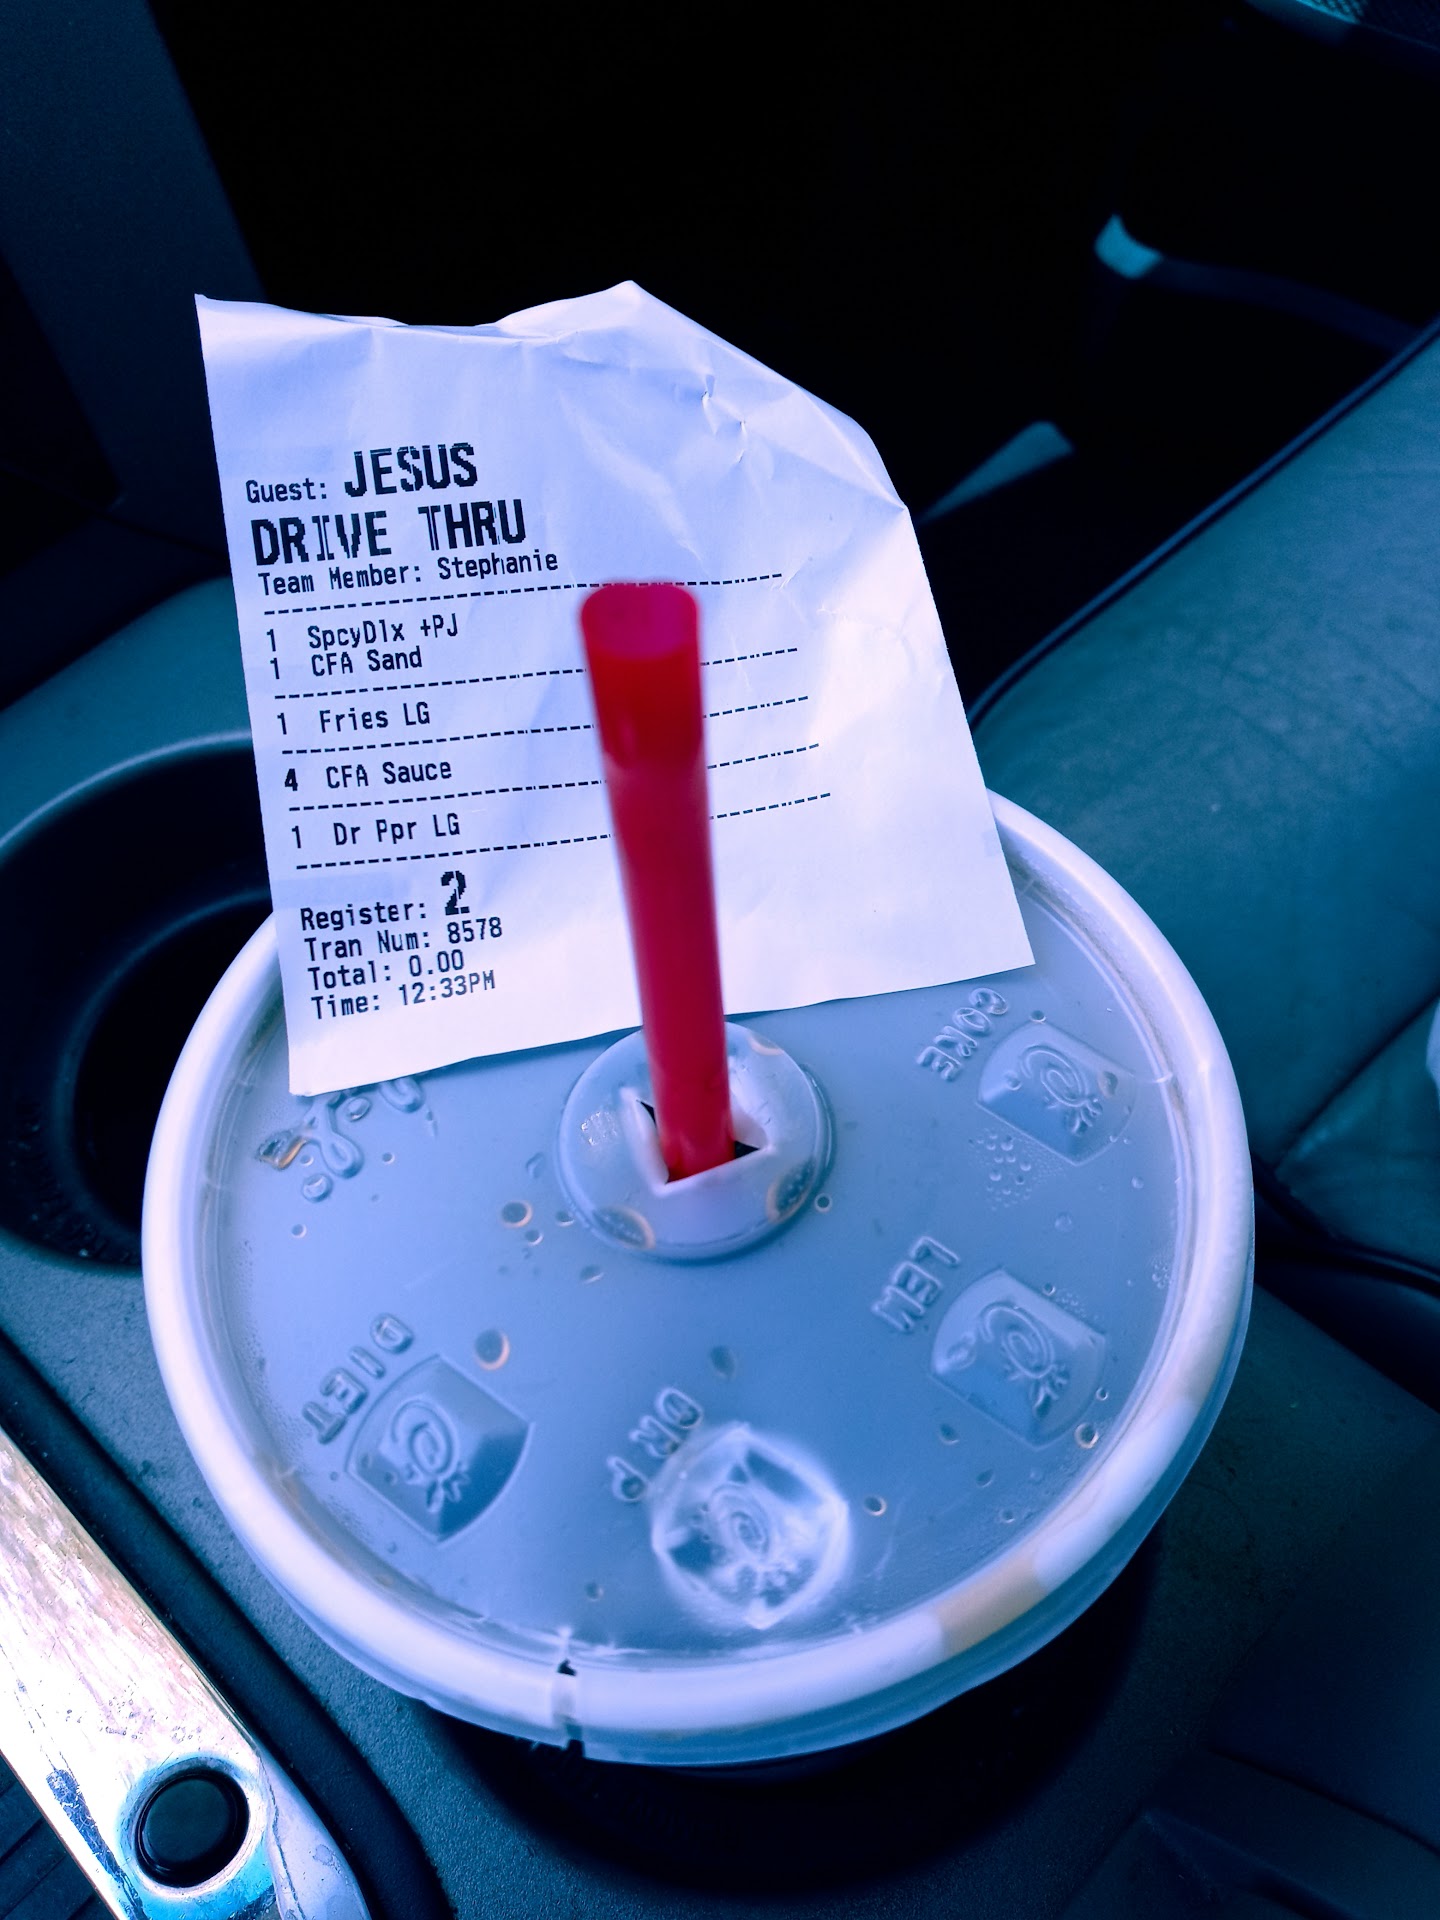 Guest: JESUS
DRIVE THRU
Team Member: Stephanie
1 SpcyDlx +PJ
1 CFA Sand
1 Fries LG
4 CFA Sauce
1 Dr Ppr LG
Register: 2
Tran Num: 8578
Total: 0.00
Time: 12:33PM
COKE
LEM
DR P
DIET